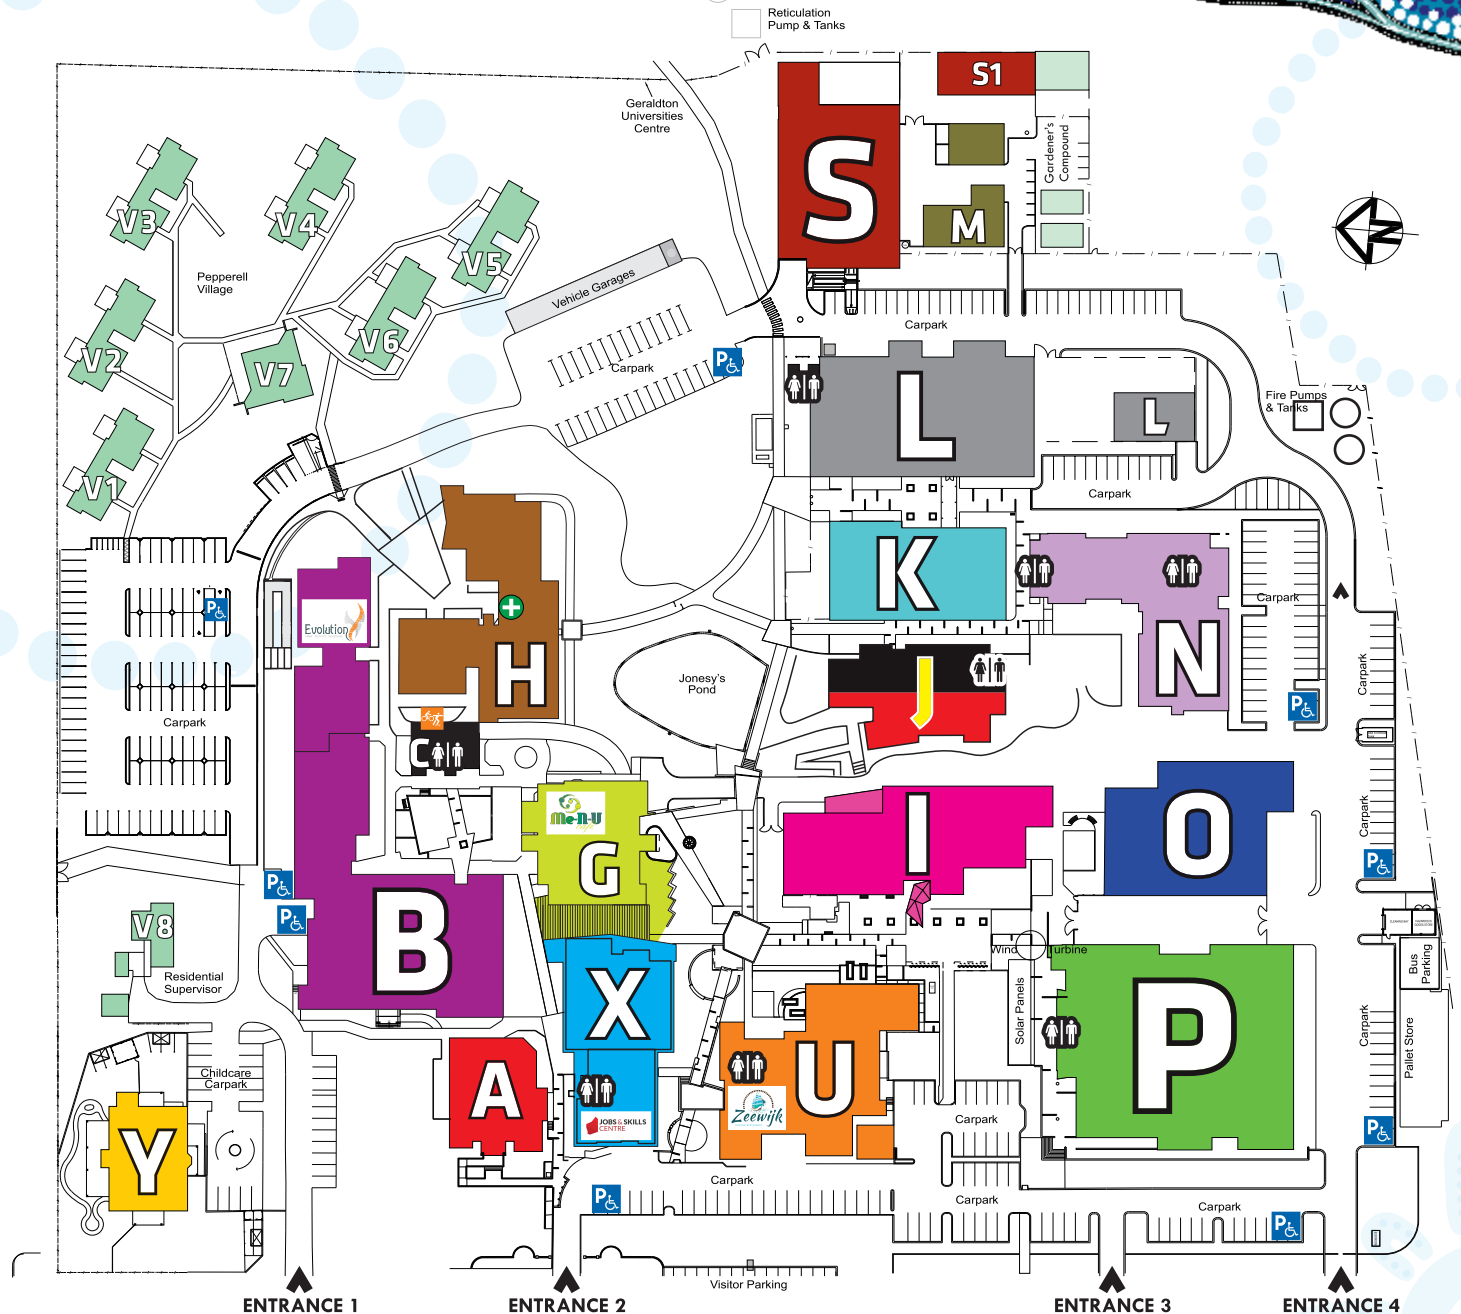 Reticulation
Pump & Tanks
S1
Geraldton
Universities
Centre
Gardener's
Compound
S
M
V3
V4
V5
N
Pepperell
Village
Vehicle Garages
Carpark
V6
V2
V7
P
Carpark
L
L
Fire Pumps
& Tanks
V1
Carpark
K
Carpark
P
Evolution
H
N
J
Jonesy's
Pond
Carpark
P
Carpark
C
Me-n-U
G
I
O
Carpark
P
P
P
B
V8
Residential
Supervisor
X
Wind Turbine
Solar Panels
P
Bus
Parking
Carpark
Pallet Store
Childcare
Carpark
A
U
Zeewijk
JOBS & SKILLS
CENTRE
Carpark
P
Y
Carpark
P
Carpark
Carpark
P
Visitor Parking
ENTRANCE 1
ENTRANCE 2
ENTRANCE 3
ENTRANCE 4